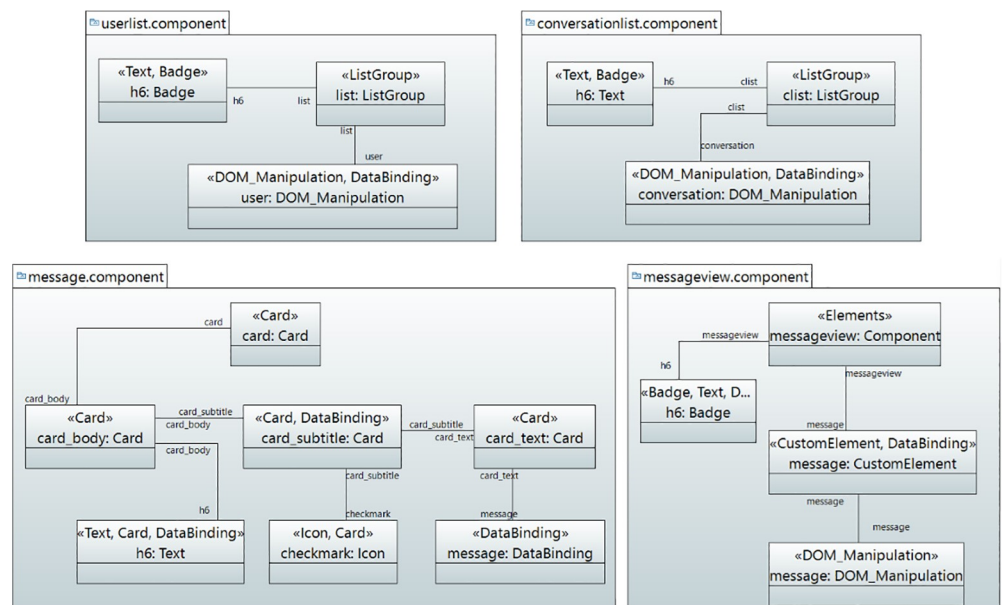 userlist.component
«Text, Badge»
h6: Badge
h6
list
«ListGroup»
list: ListGroup
list
user
«DOM_Manipulation, DataBinding»
user: DOM_Manipulation
conversationlist.component
«Text, Badge»
h6: Text
h6
clist
«ListGroup»
clist: ListGroup
clist
conversation
«DOM_Manipulation, DataBinding»
conversation: DOM_Manipulation
message.component
card
«Card»
card: Card
card_body
«Card»
card_body: Card
card_subtitle
card_body
card_body
«Card, DataBinding»
card_subtitle: Card
card_subtitle
card_text
«Card»
card_text: Card
card_subtitle
card_text
h6
checkmark
message
«Text, Card, DataBinding»
h6: Text
«Icon, Card»
checkmark: Icon
«DataBinding»
message: DataBinding
messageview.component
«Elements»
messageview: Component
messageview
h6
messageview
«Badge, Text, D...
h6: Badge
message
«CustomElement, DataBinding»
message: CustomElement
message
message
«DOM_Manipulation»
message: DOM_Manipulation